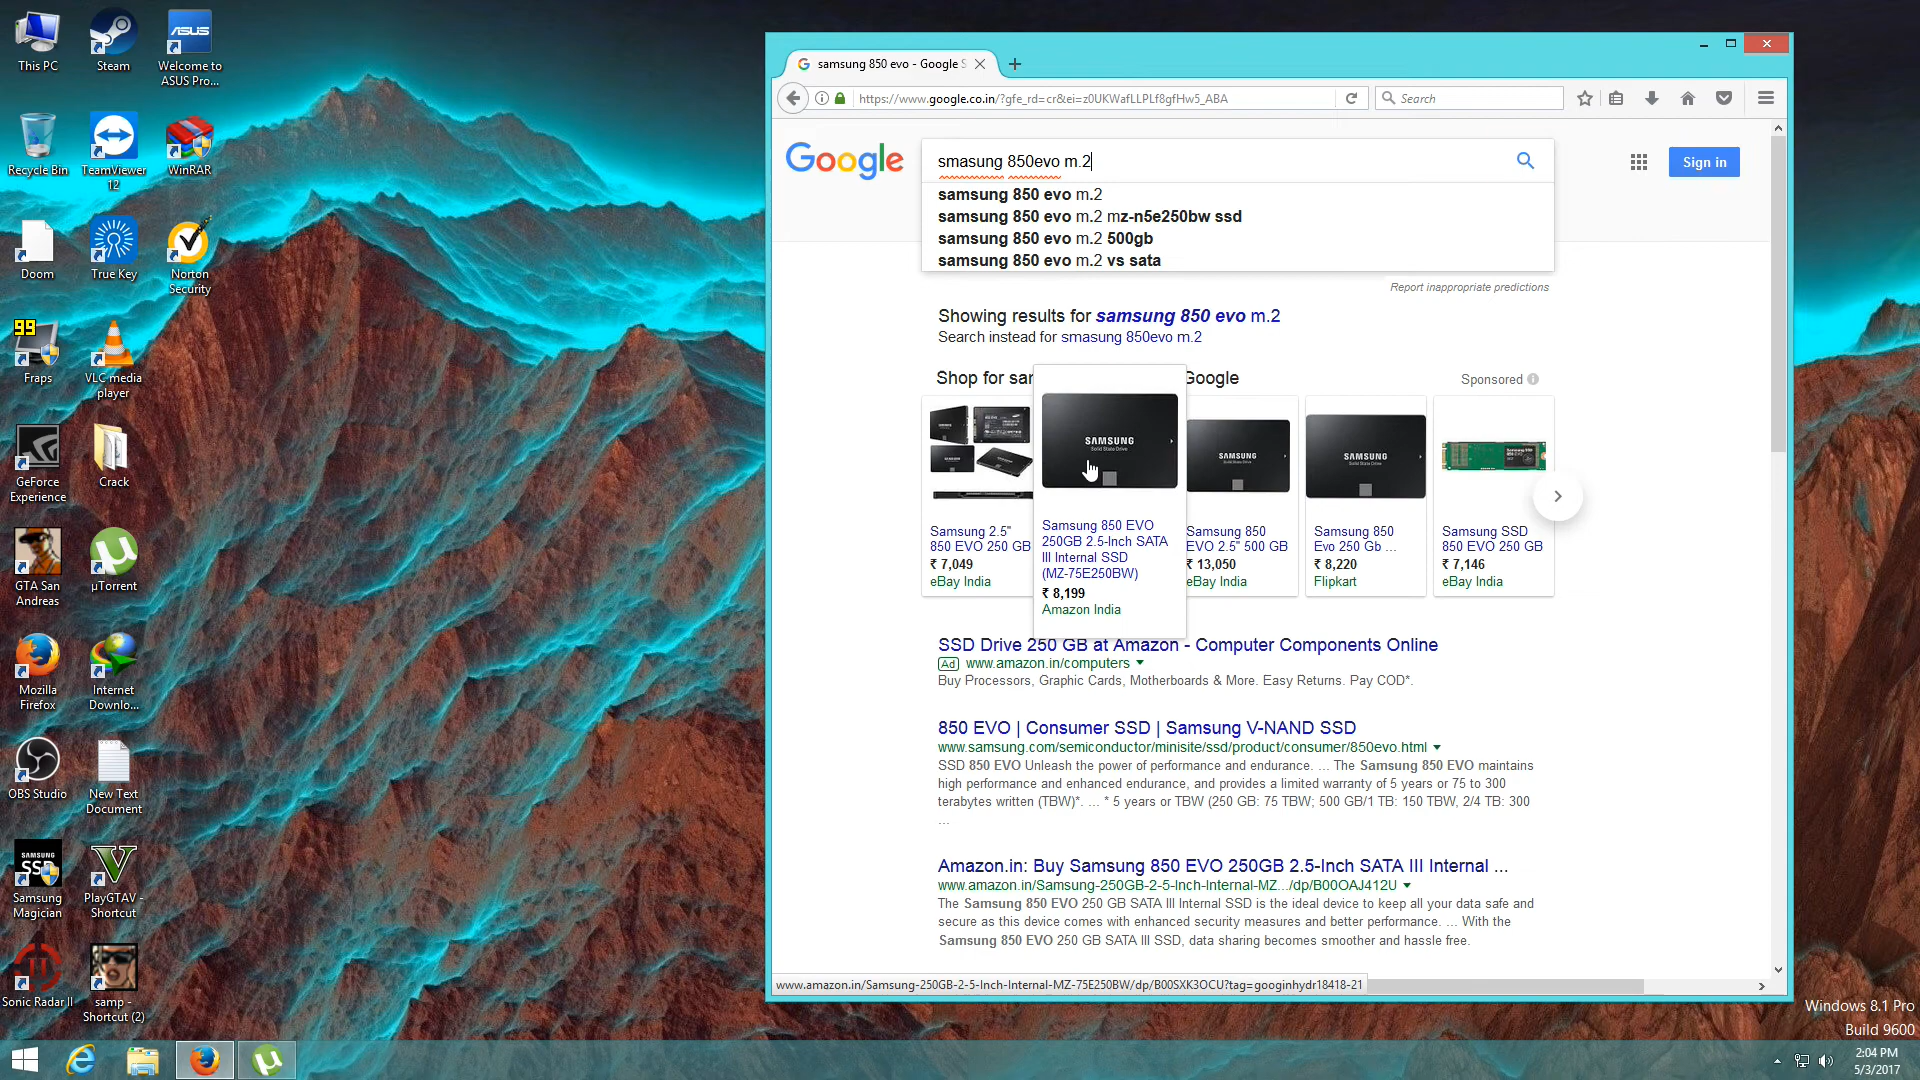 This PC
Steam
ASUS
Welcome to
ASUS Pro...
Recycle Bin
TeamViewer
12
WinRAR
Doom
True Key
Norton
Security
99
Fraps
VLC media
player
GeForce
Experience
Crack
GTA San
Andreas
µTorrent
Mozilla
Firefox
Internet
Downlo...
OBS Studio
New Text
Document
SAMSUNG
SSD
Samsung
Magician
PlayGTAV -
Shortcut
Sonic Radar II
samp -
Shortcut (2)
samsung 850 evo - Google S
https://www.google.co.in/?gfe_rd=cr&ei=z0UKWafLLPLf8gfHw5_ABA
Search
Google
smasung 850evo m.2
Sign in
samsung 850 evo m.2
samsung 850 evo m.2 mz-n5e250bw ssd
samsung 850 evo m.2 500gb
samsung 850 evo m.2 vs sata
Report inappropriate predictions
Showing results for samsung 850 evo m.2
Search instead for smasung 850evo m.2
Shop for sam
Google
Sponsored
SAMSUNG
Solid State Drive
SAMSUNG
Solid State Drive
SAMSUNG
Solid State Drive
Samsung 2.5"
850 EVO 250 GB
₹ 7,049
eBay India
Samsung 850 EVO
250GB 2.5-Inch SATA
III Internal SSD
(MZ-75E250BW)
₹ 8,199
Amazon India
Samsung 850
EVO 2.5" 500 GB
₹ 13,050
eBay India
Samsung 850
Evo 250 Gb ...
₹ 8,220
Flipkart
Samsung SSD
850 EVO 250 GB
₹ 7,146
eBay India
SSD Drive 250 GB at Amazon - Computer Components Online
Ad www.amazon.in/computers
Buy Processors, Graphic Cards, Motherboards & More. Easy Returns. Pay COD*.
850 EVO | Consumer SSD | Samsung V-NAND SSD
www.samsung.com/semiconductor/minisite/ssd/product/consumer/850evo.html
SSD 850 EVO Unleash the power of performance and endurance. ... The Samsung 850 EVO maintains
high performance and enhanced endurance, and provides a limited warranty of 5 years or 75 to 300
terabytes written (TBW)*. ... * 5 years or TBW (250 GB: 75 TBW; 500 GB/1 TB: 150 TBW, 2/4 TB: 300
...
Amazon.in: Buy Samsung 850 EVO 250GB 2.5-Inch SATA III Internal ...
www.amazon.in/Samsung-250GB-2-5-Inch-Internal-MZ.../dp/B00OAJ412U
The Samsung 850 EVO 250 GB SATA III Internal SSD is the ideal device to keep all your data safe and
secure as this device comes with enhanced security measures and better performance. ... With the
Samsung 850 EVO 250 GB SATA III SSD, data sharing becomes smoother and hassle free.
www.amazon.in/Samsung-250GB-2-5-Inch-Internal-MZ-75E250BW/dp/B00SXK3OCU?tag=googinhydr18418-21
Windows 8.1 Pro
Build 9600
2:04 PM
5/3/2017